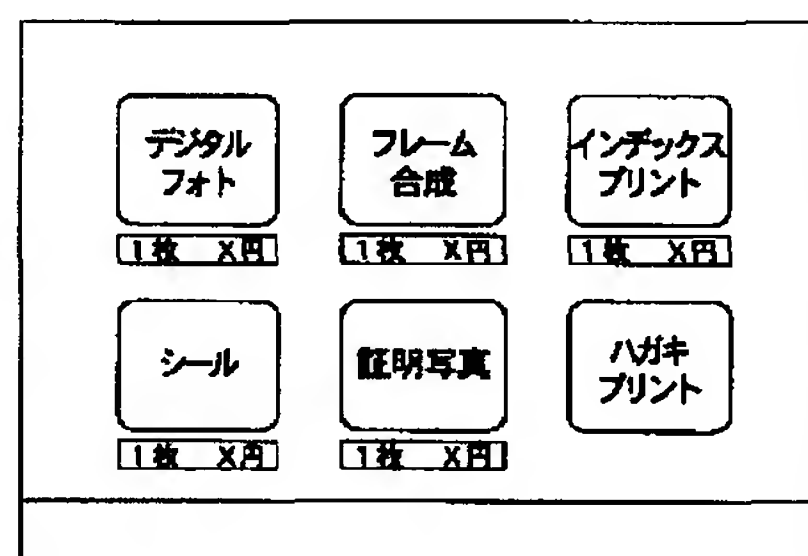 デジタル
フォト
フレーム
合成
インデックス
プリント
1枚 X円
1枚 X円
1枚 X円
シール
証明写真
ハガキ
プリント
1枚 X円
1枚 X円